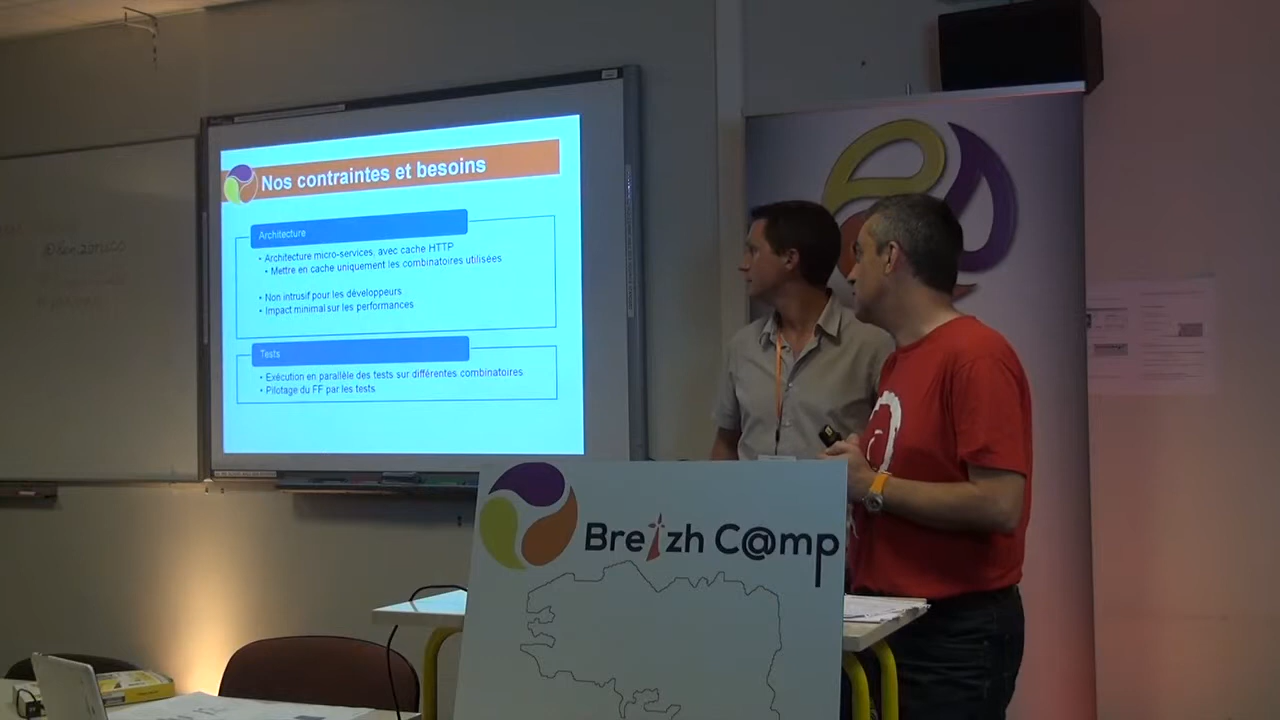 Nos contraintes et besoins
Architecture
• Architecture micro-services, avec cache HTTP
• Mettre en cache uniquement les combinatoires utilisées
• Non intrusif pour les développeurs
• Impact minimal sur les performances
Tests
• Exécution en parallèle des tests sur différentes combinatoires
• Pilotage du FF par les tests
Breizh C@mp